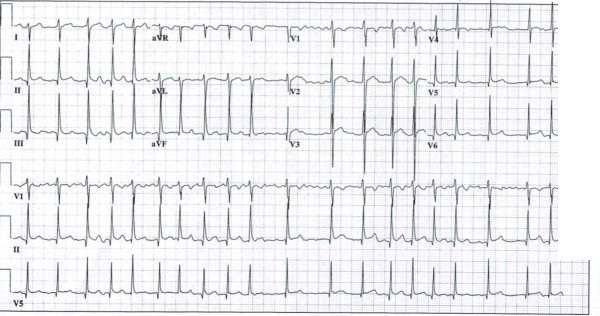 I aVR V1 V4
II aVL V2 V5
III aVF V3 V6
V1
II
V5